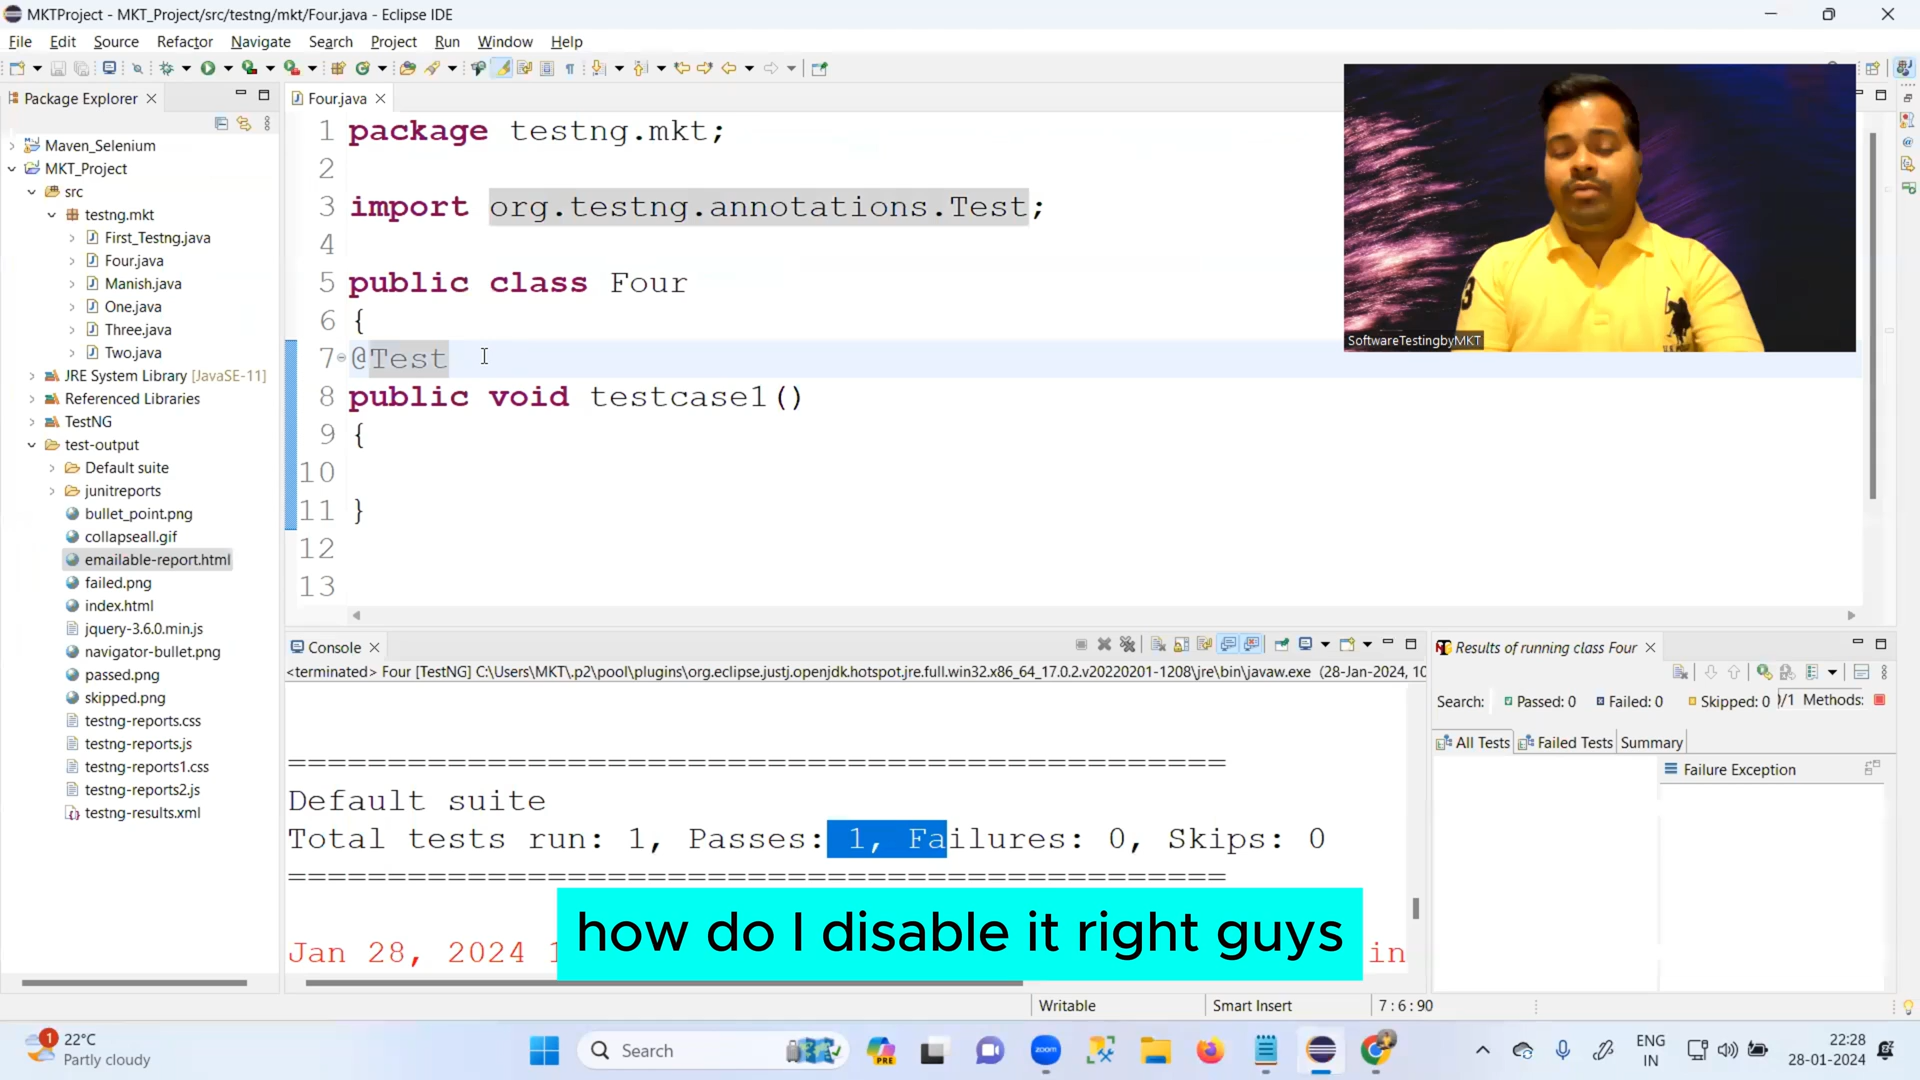 MKTProject - MKT_Project/src/testng/mkt/Four.java - Eclipse IDE
File Edit Source Refactor Navigate Search Project Run Window Help
Package Explorer
Four.java
Maven_Selenium
MKT_Project
src
testng.mkt
First_Testng.java
Four.java
Manish.java
One.java
Three.java
Two.java
JRE System Library [JavaSE-11]
Referenced Libraries
TestNG
test-output
Default suite
junitreports
bullet_point.png
collapseall.gif
emailable-report.html
failed.png
index.html
jquery-3.6.0.min.js
navigator-bullet.png
passed.png
skipped.png
testng-reports.css
testng-reports.js
testng-reports1.css
testng-reports2.js
testng-results.xml
1 package testng.mkt;
2
3 import org.testng.annotations.Test;
4
5 public class Four
6 {
7 @Test
8 public void testcase1()
9 {
10
11 }
12
13
3
SoftwareTestingbyMKT
Console
<terminated> Four [TestNG] C:\Users\MKT\.p2\pool\plugins\org.eclipse.justj.openjdk.hotspot.jre.full.win32.x86_64_17.0.2.v20220201-1208\jre\bin\javaw.exe (28-Jan-2024, 10
===============================================
Default suite
Total tests run: 1, Passes: 1, Failures: 0, Skips: 0
===============================================
Jan 28, 2024 1
in
how do I disable it right guys
Results of running class Four
Search: Passed: 0 Failed: 0 Skipped: 0 /1 Methods:
All Tests Failed Tests Summary
Failure Exception
Writable Smart Insert 7 : 6 : 90
1
22°C
Partly cloudy
Search
PRE
zoom
ENG
IN
22:28
28-01-2024